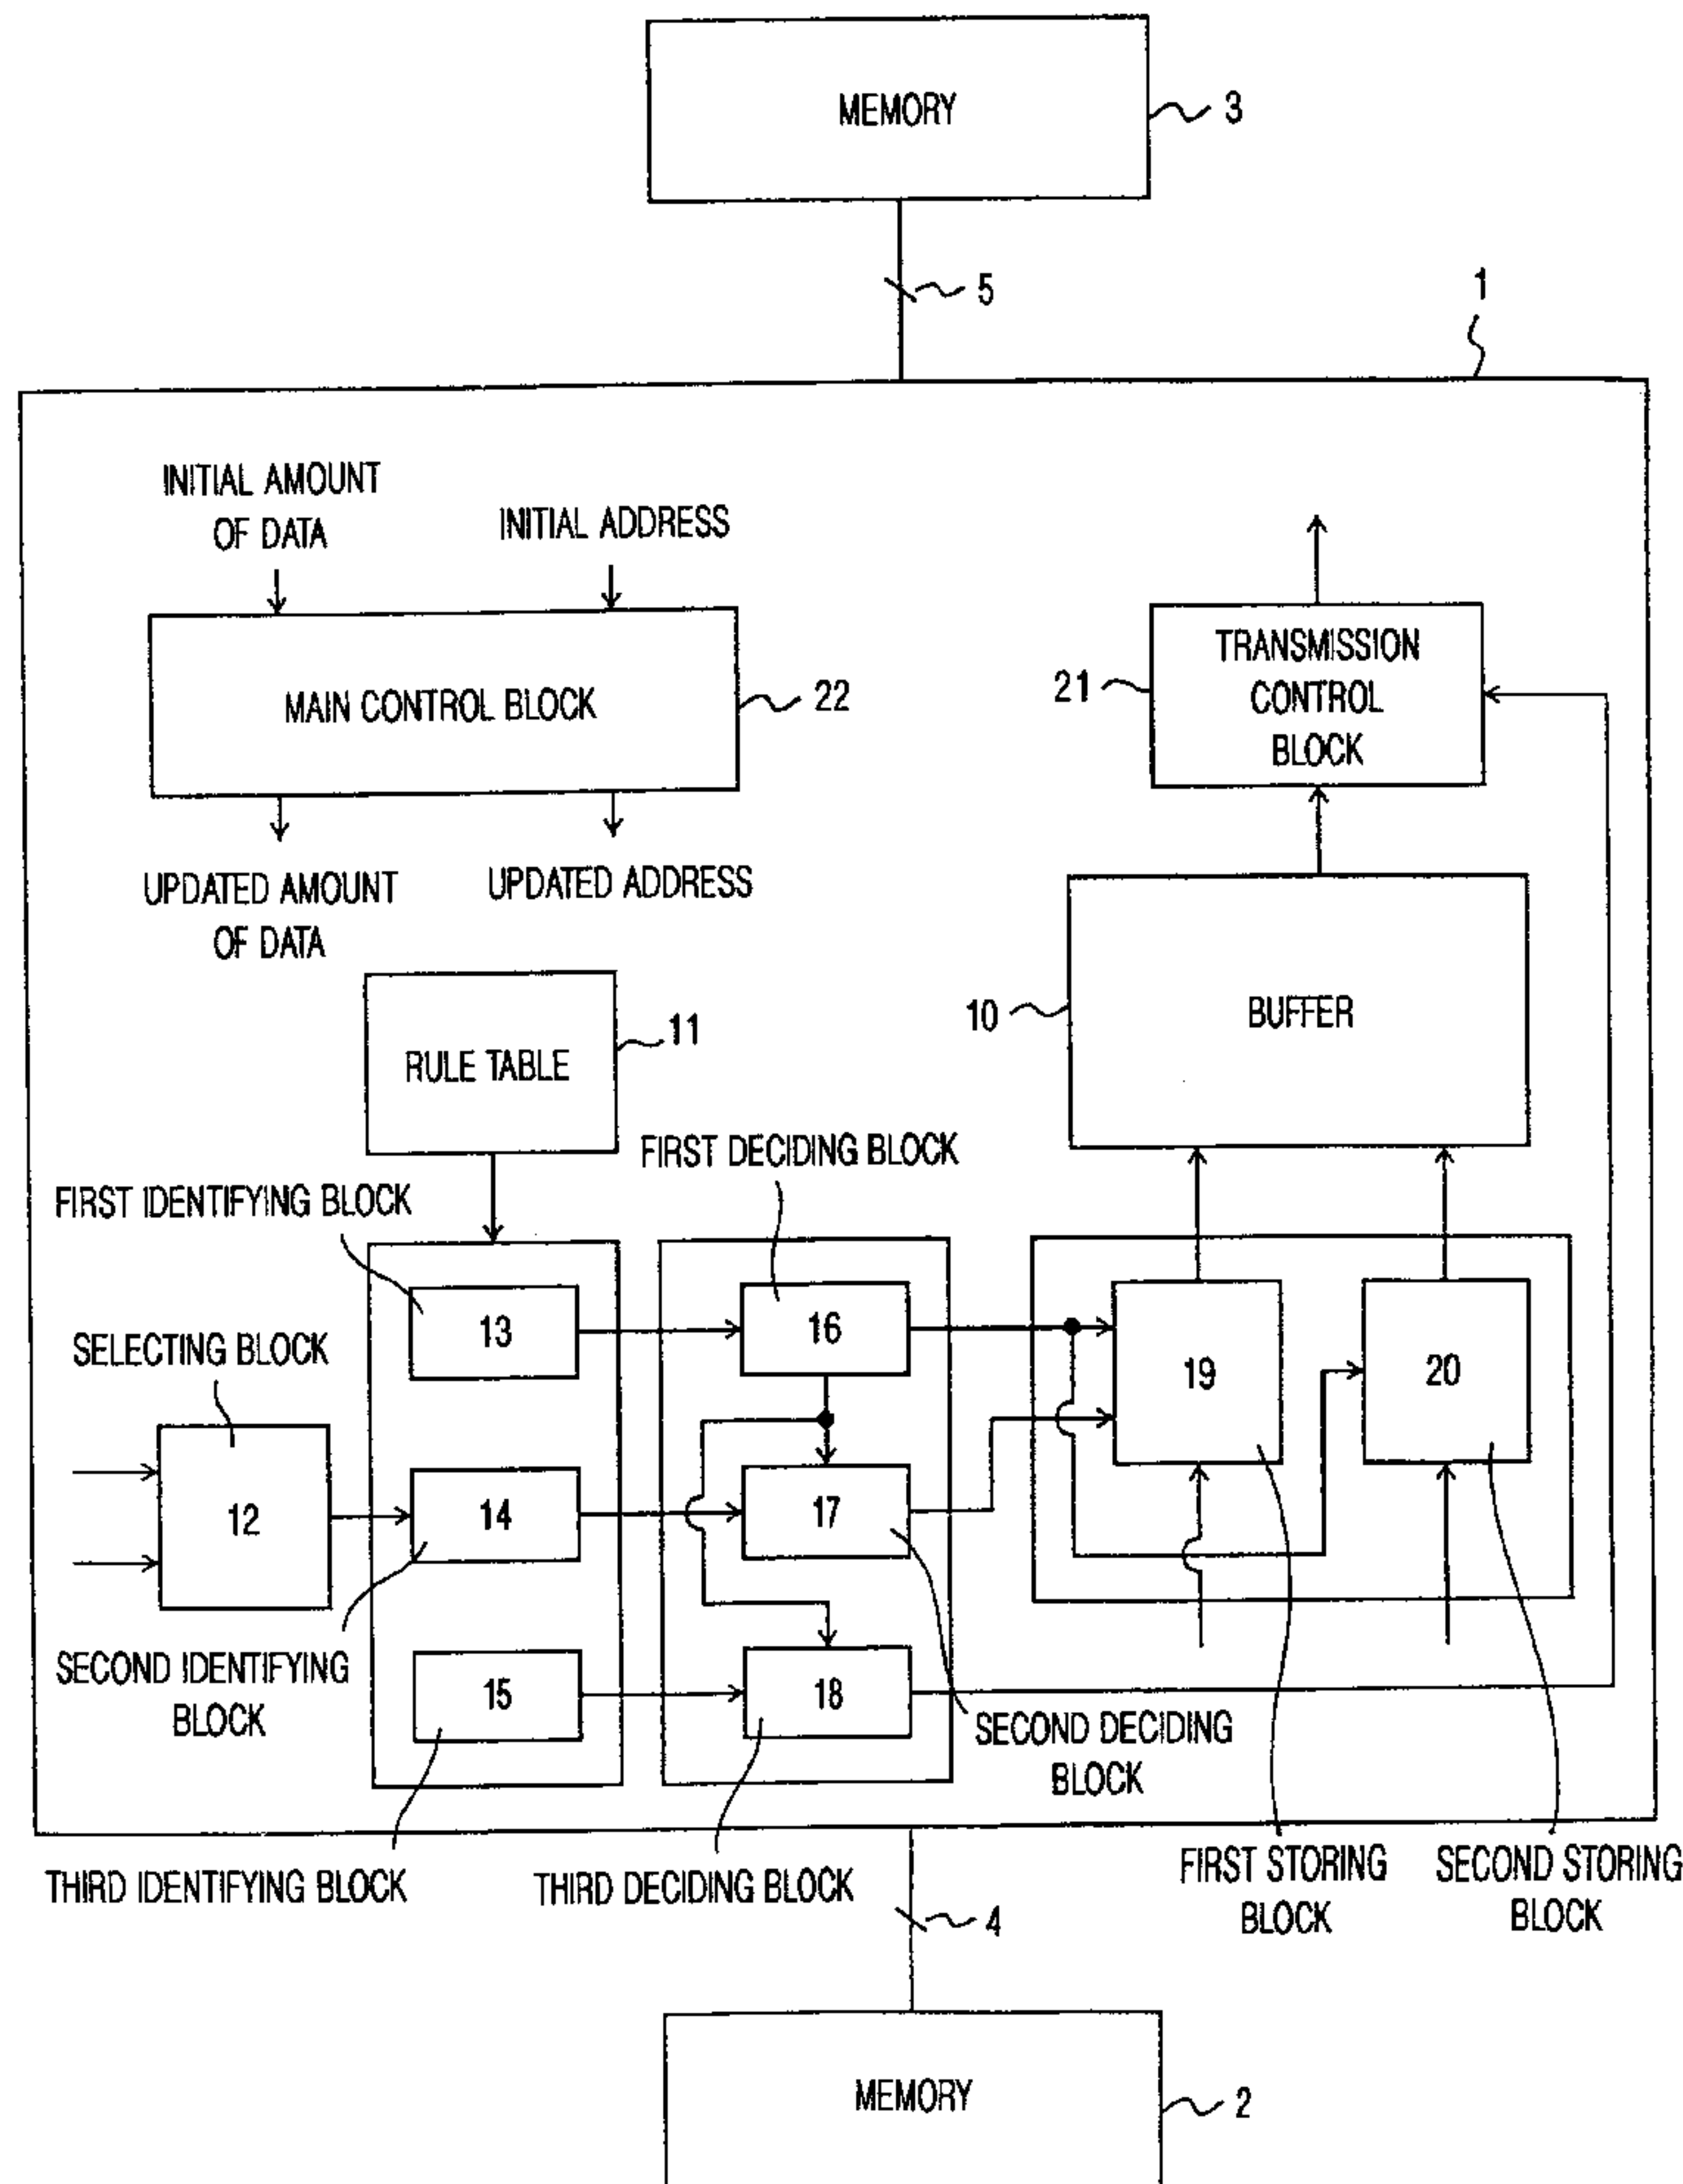 MEMORY
3
5
1
INITIAL AMOUNT
OF DATA
INITIAL ADDRESS
MAIN CONTROL BLOCK
22
UPDATED AMOUNT
OF DATA
UPDATED ADDRESS
TRANSMISSION
CONTROL
BLOCK
21
BUFFER
10
RULE TABLE
11
FIRST DECIDING BLOCK
FIRST IDENTIFYING BLOCK
SELECTING BLOCK
13
16
19
20
12
14
17
SECOND IDENTIFYING
BLOCK
15
18
SECOND DECIDING
BLOCK
THIRD IDENTIFYING BLOCK
THIRD DECIDING BLOCK
FIRST STORING
BLOCK
SECOND STORING
BLOCK
4
MEMORY
2